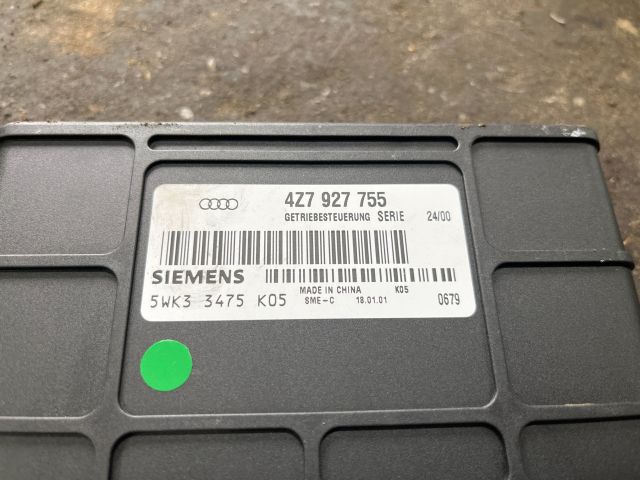 4Z7 927 755
GETRIEBESTEUERUNG SERIE 24/00
SIEMENS MADE IN CHINA K05
5WK3 3475 K05 SME-C 18.01.01 0679